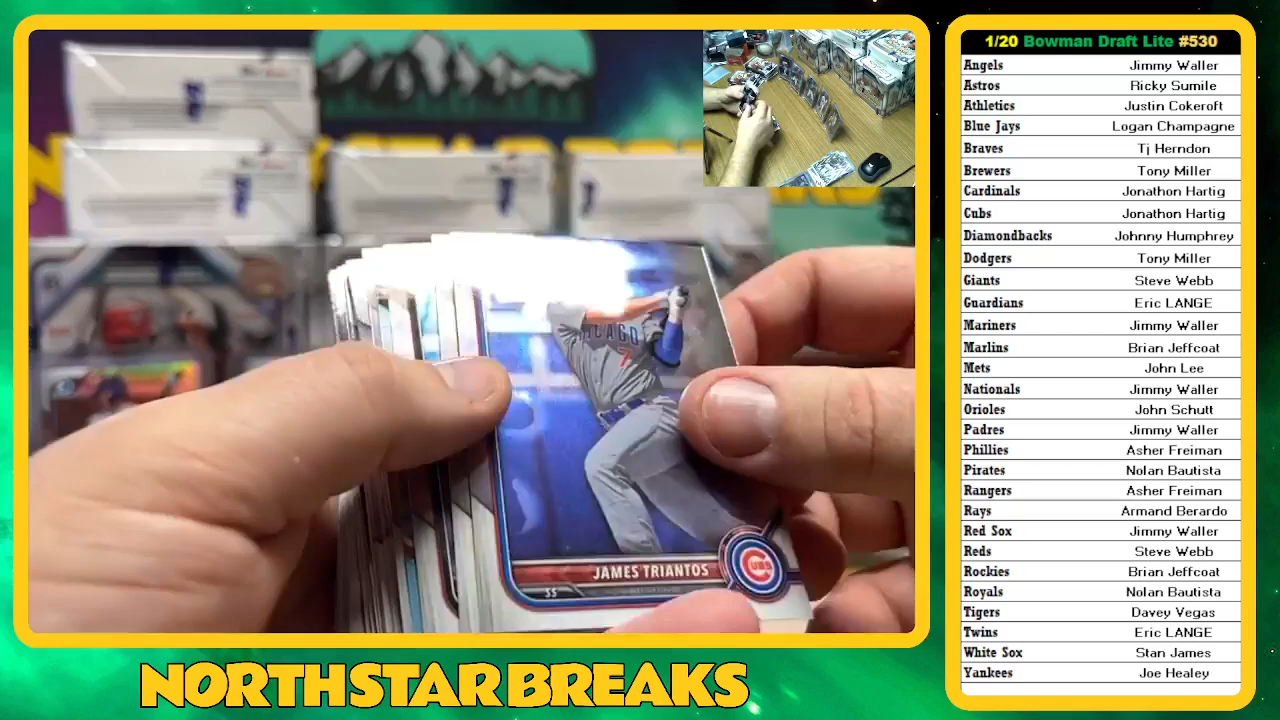 1/20 Bowman Draft Lite #530
Angels Jimmy Waller
Astros Ricky Sumile
Athletics Justin Cokeroft
Blue Jays Logan Champagne
Braves Tj Herndon
Brewers Tony Miller
Cardinals Jonathon Hartig
Cubs Jonathon Hartig
Diamondbacks Johnny Humphrey
Dodgers Tony Miller
Giants Steve Webb
Guardians Eric LANGE
Mariners Jimmy Waller
Marlins Brian Jeffcoat
Mets John Lee
Nationals Jimmy Waller
Orioles John Schutt
Padres Jimmy Waller
Phillies Asher Freiman
Pirates Nolan Bautista
Rangers Asher Freiman
Rays Armand Berardo
Red Sox Jimmy Waller
Reds Steve Webb
Rockies Brian Jeffcoat
Royals Nolan Bautista
Tigers Davey Vegas
Twins Eric LANGE
White Sox Stan James
Yankees Joe Healey
CHICAGO
7
JAMES TRIANTOS
SS
CUBS
NORTHSTAR BREAKS